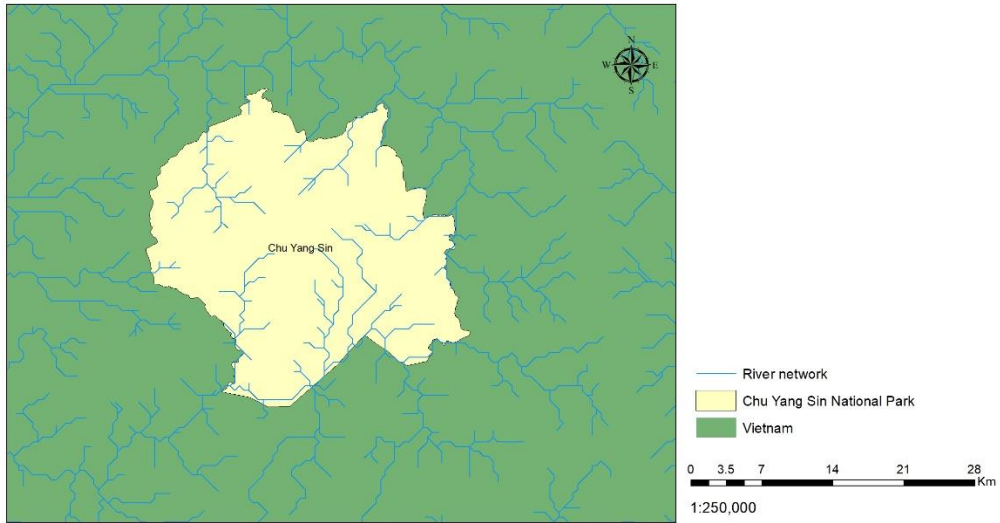 N
W E
S
Chu Yang Sin
River network
Chu Yang Sin National Park
Vietnam
0 3.5 7 14 21 28
Km
1:250,000